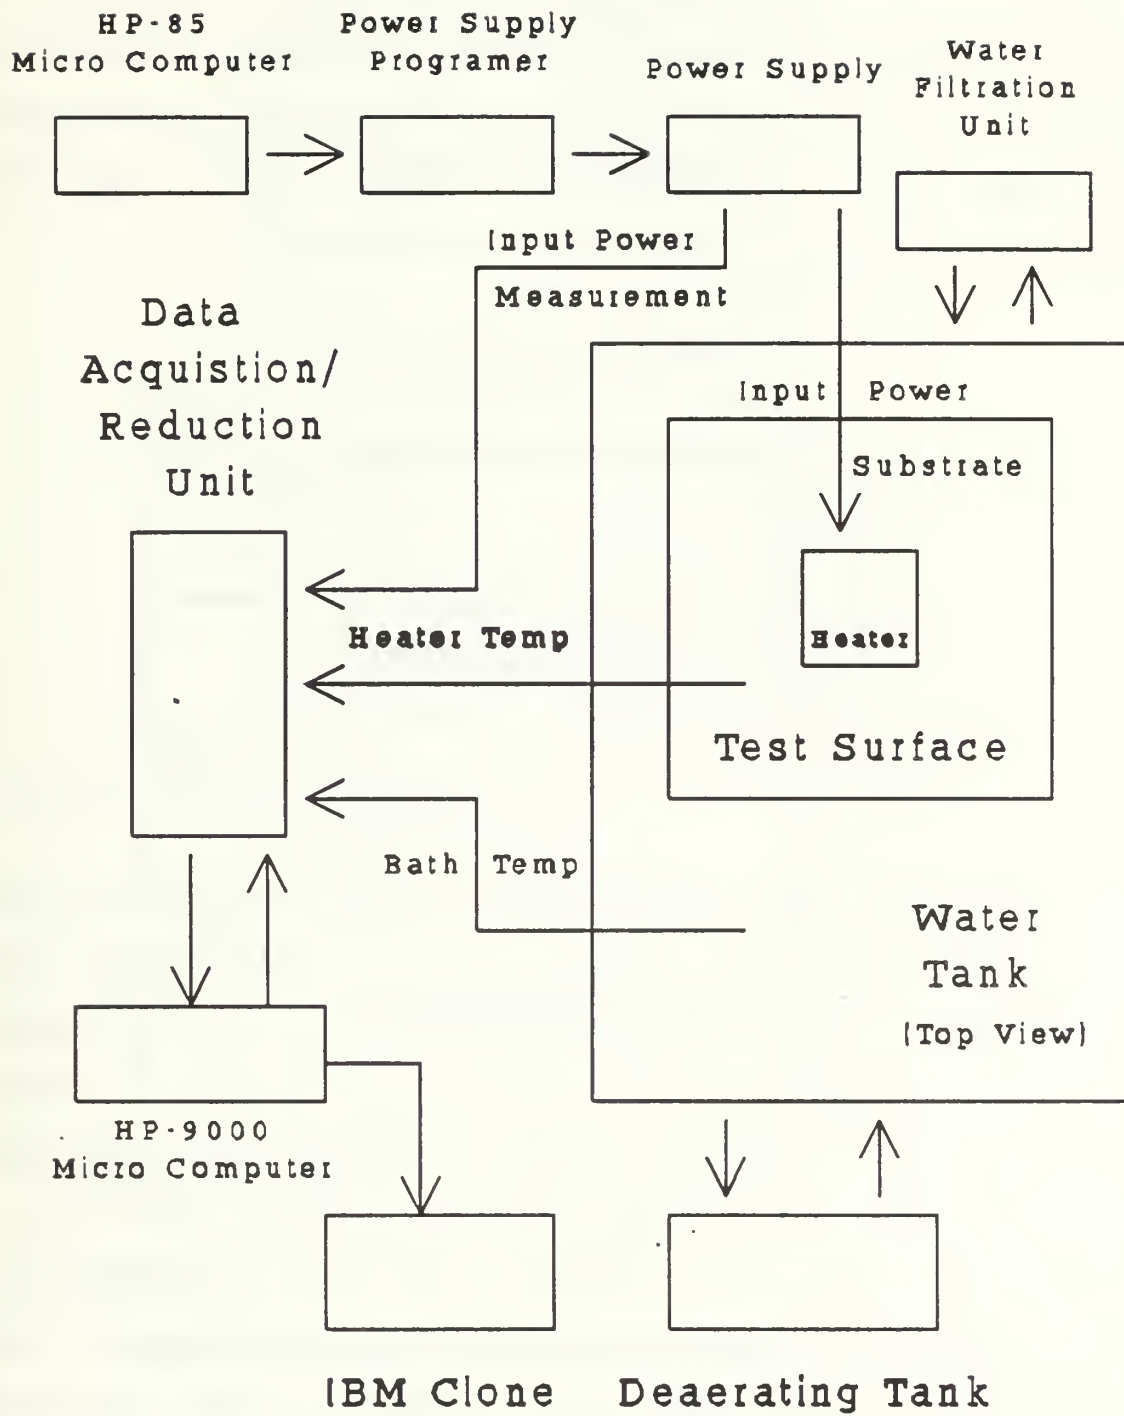 HP-85
Micro Computer
Power Supply
Programer
Power Supply
Water
Filtration
Unit
Input Power
Measurement
Data
Acquistion/
Reduction
Unit
Input Power
Substrate
Heater
Heater Temp
Test Surface
Bath Temp
Water
Tank
(Top View)
HP-9000
Micro Computer
IBM Clone
Deaerating Tank